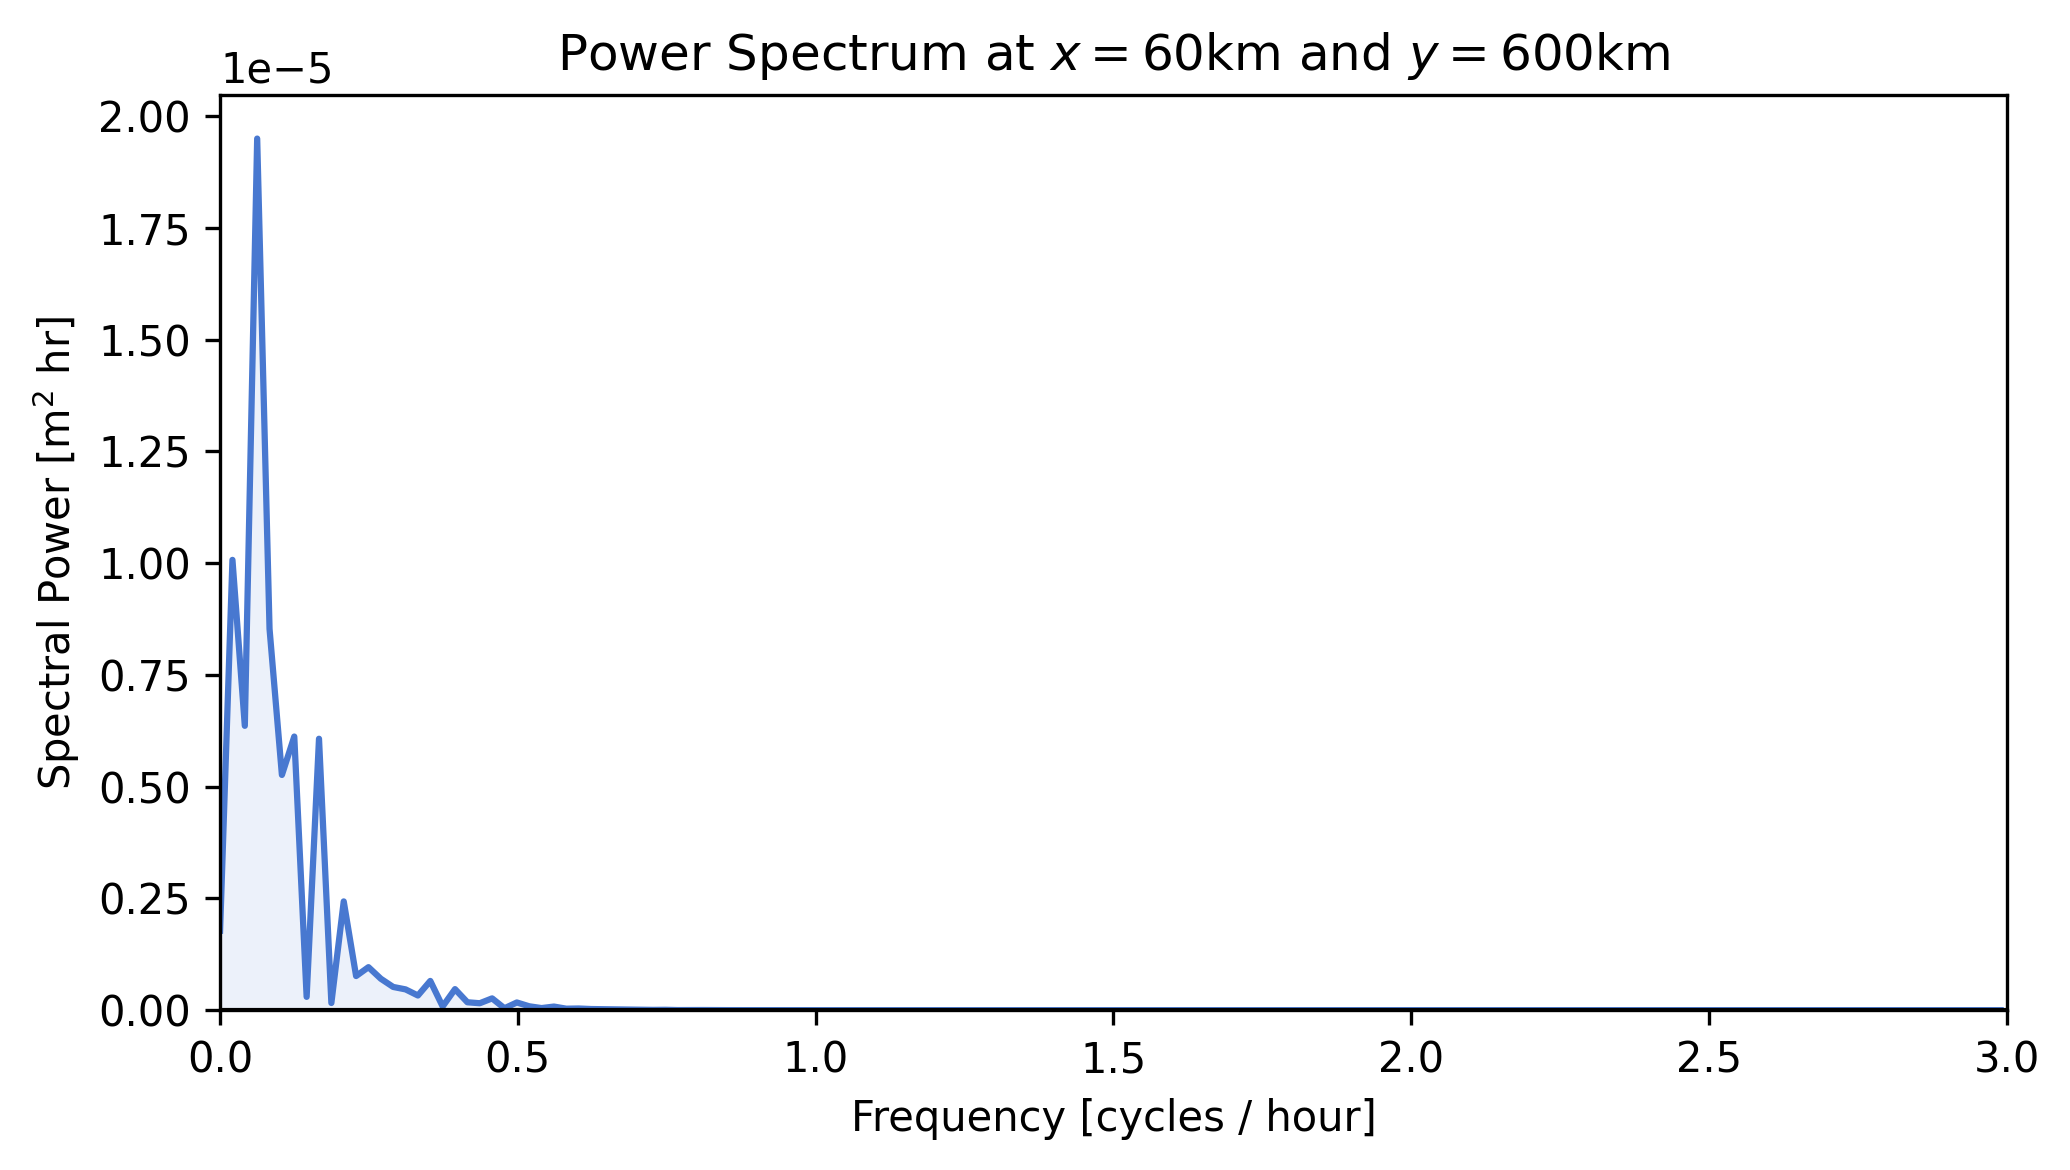 Power Spectrum at x = 60km and y = 600km
1e−5
2.00
1.75
1.50
1.25
1.00
0.75
0.50
0.25
0.00
Spectral Power [m² hr]
0.0 0.5 1.0 1.5 2.0 2.5 3.0
Frequency [cycles / hour]